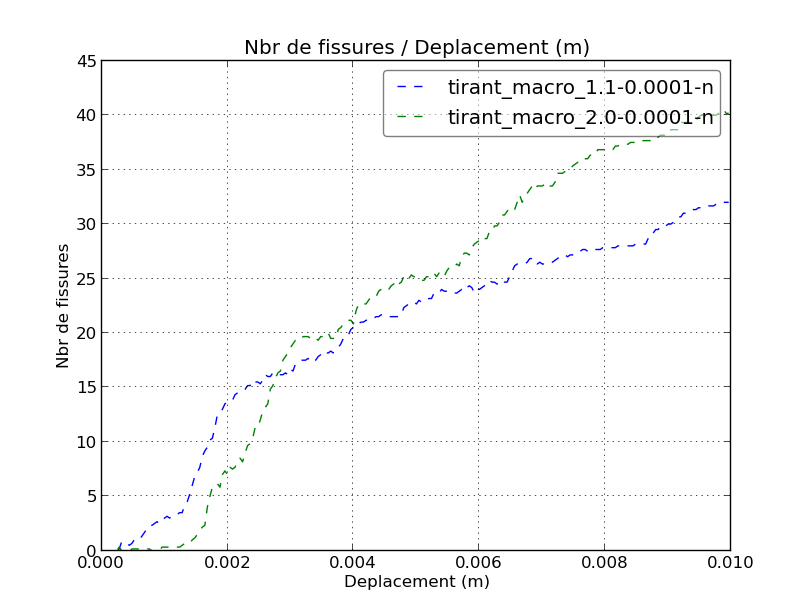 Nbr de fissures / Deplacement (m)
45
40
35
30
25
20
15
10
5
0
Nbr de fissures
tirant_macro_1.1-0.0001-n
tirant_macro_2.0-0.0001-n
0.000 0.002 0.004 0.006 0.008 0.010
Deplacement (m)